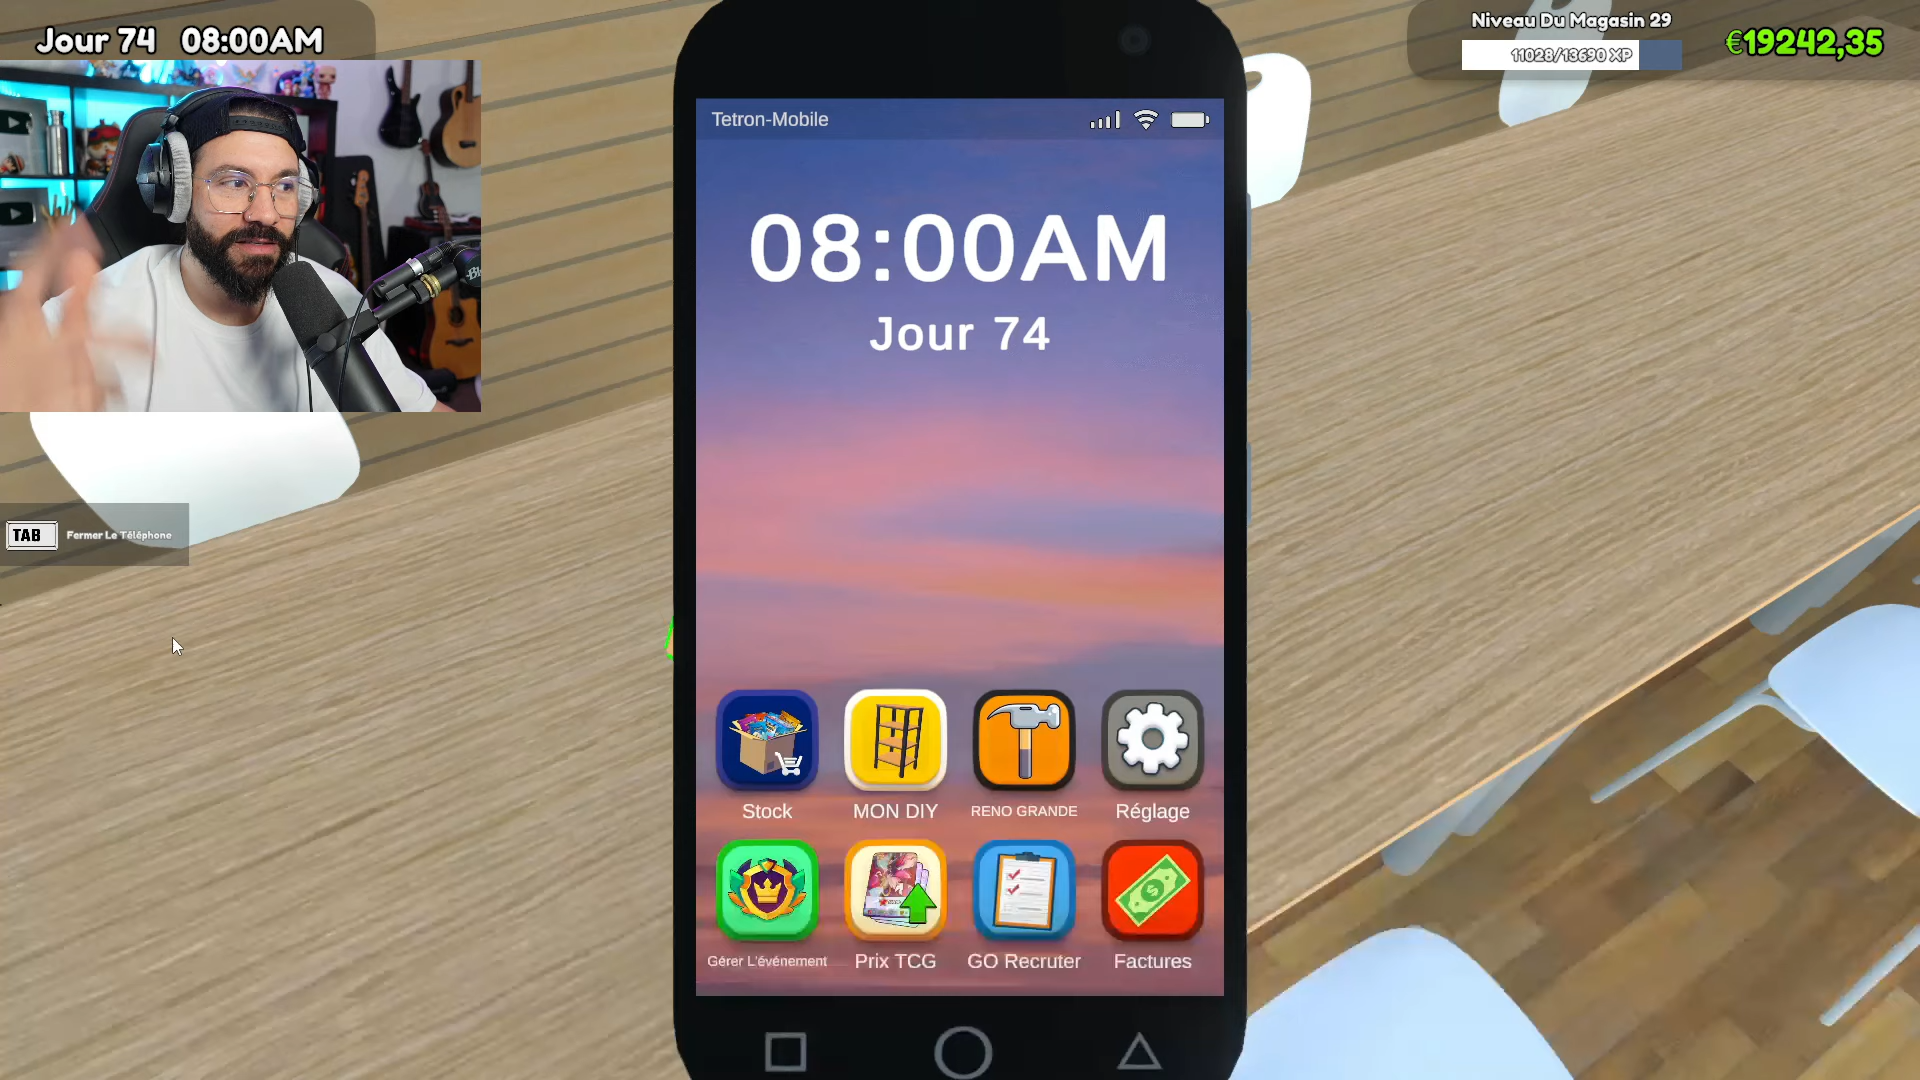 Jour 74 08:00AM
Niveau Du Magasin 29
11028/13690 XP
€19242,35
Tetron-Mobile
08:00AM
Jour 74
TAB Fermer Le Téléphone
Stock
MON DIY
RENO GRANDE
Réglage
Gérer L'événement
Prix TCG
GO Recruter
Factures